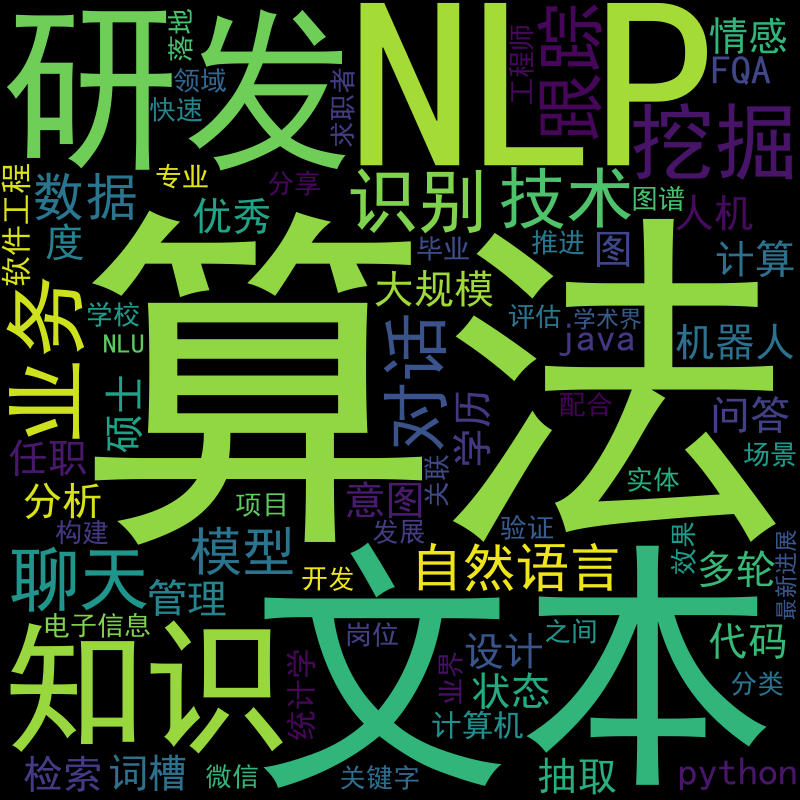 研发
NLP
落地
领域
快速
求职者
工程师
跟踪
情感
FQA
挖掘
软件工程
数据
度
专业
分享
优秀
识别
技术
图谱
人机
毕业
推进
图
计算
算法
业务
学校
NLU
大规模
评估
学术界
java
机器人
对话
硕士
配合
学历
问答
任职
关联
场景
分析
项目
意图
实体
构建
发展
验证
效果
最新进展
聊天
模型
开发
自然语言
多轮
管理
文本
电子信息
岗位
之间
代码
知识
统计学
业界
设计
状态
分类
计算机
检索
词槽
微信
关键字
抽取
python